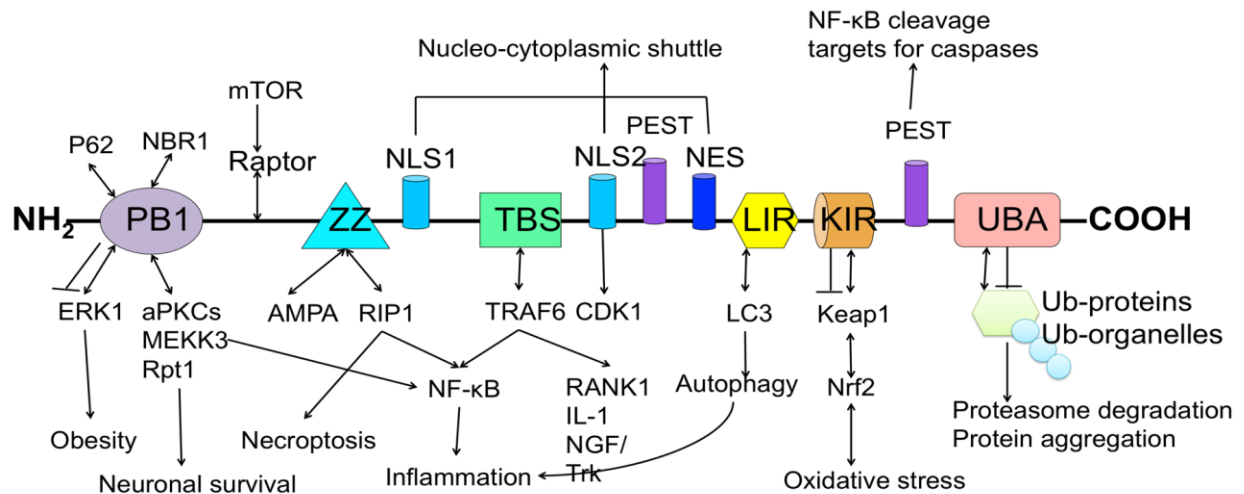 Nucleo-cytoplasmic shuttle
NF-κB cleavage
targets for caspases
mTOR
P62
NBR1
Raptor
NLS1
NLS2
PEST
NES
PEST
NH2
PB1
ZZ
TBS
LIR
KIR
UBA
COOH
ERK1
aPKCs
MEKK3
Rpt1
AMPA
RIP1
TRAF6
CDK1
LC3
Keap1
Ub-proteins
Ub-organelles
NF-κB
RANK1
IL-1
NGF/
Trk
Autophagy
Nrf2
Obesity
Necroptosis
Proteasome degradation
Protein aggregation
Neuronal survival
Inflammation
Oxidative stress